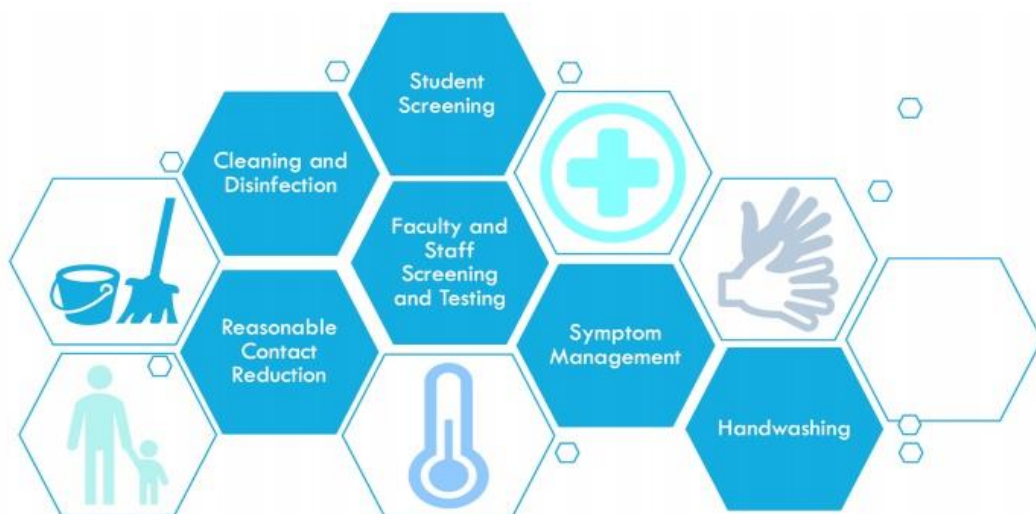 Student
Screening
Cleaning and
Disinfection
Faculty and
Staff
Screening
and Testing
Reasonable
Contact
Reduction
Symptom
Management
Handwashing